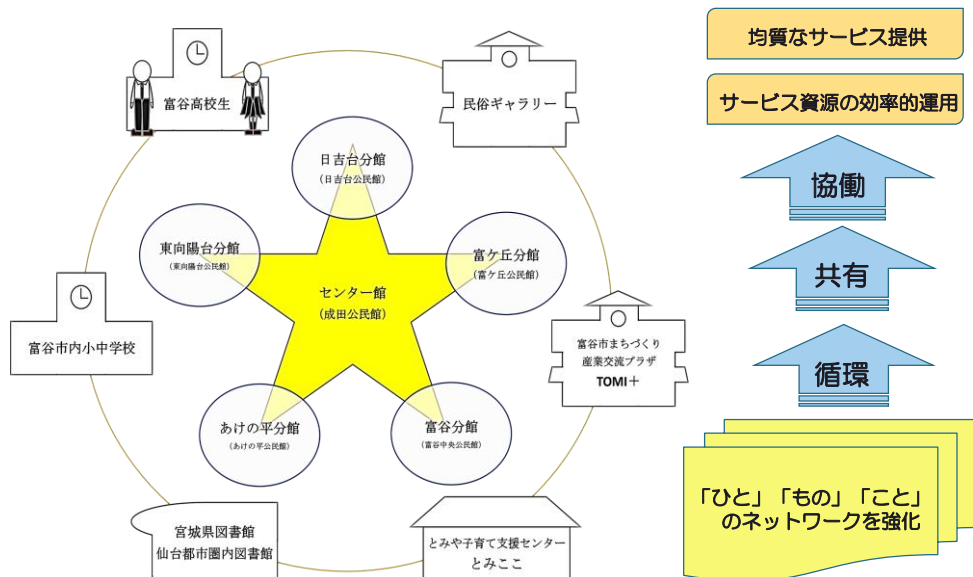 富谷高校生
民俗ギャラリー
日吉台分館
(日吉台公民館)
東向陽台分館
(東向陽台公民館)
富ケ丘分館
(富ケ丘公民館)
センター館
(成田公民館)
富谷市内小中学校
富谷市まちづくり
産業交流プラザ
TOMI+
あけの平分館
(あけの平公民館)
富谷分館
(富谷中央公民館)
宮城県図書館
仙台都市圏内図書館
とみや子育て支援センター
とみここ
均質なサービス提供
サービス資源の効率的運用
協働
共有
循環
「ひと」「もの」「こと」
のネットワークを強化